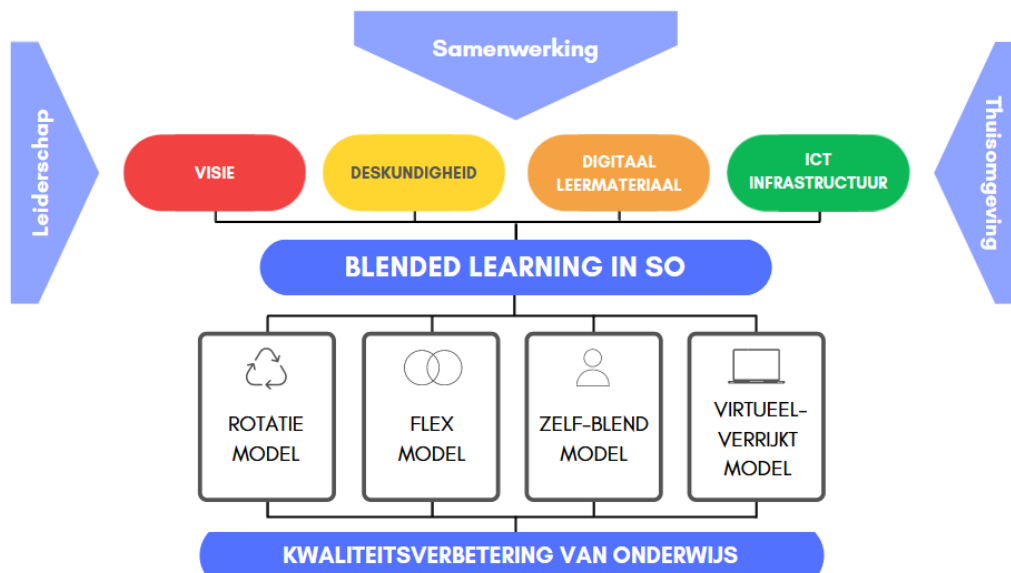 Samenwerking
Leiderschap
Thuisomgeving
VISIE
DESKUNDIGHEID
DIGITAAL
LEERMATERIAAL
ICT
INFRASTRUCTUUR
BLENDED LEARNING IN SO
ROTATIE
MODEL
FLEX
MODEL
ZELF-BLEND
MODEL
VIRTUEEL-
VERRIJKT
MODEL
KWALITEITSVERBETERING VAN ONDERWIJS